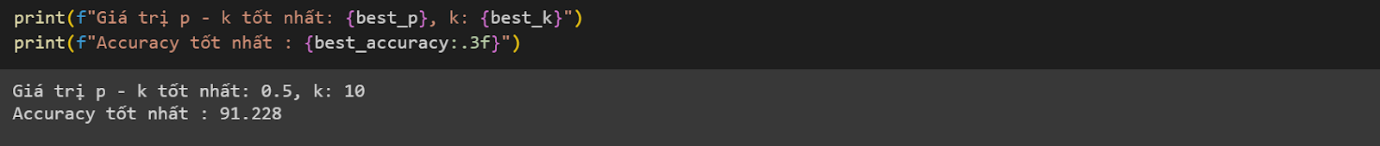 print(f"Giá trị p - k tốt nhất: {best_p}, k: {best_k}")
print(f"Accuracy tốt nhất : {best_accuracy:.3f}")
Giá trị p - k tốt nhất: 0.5, k: 10
Accuracy tốt nhất : 91.228